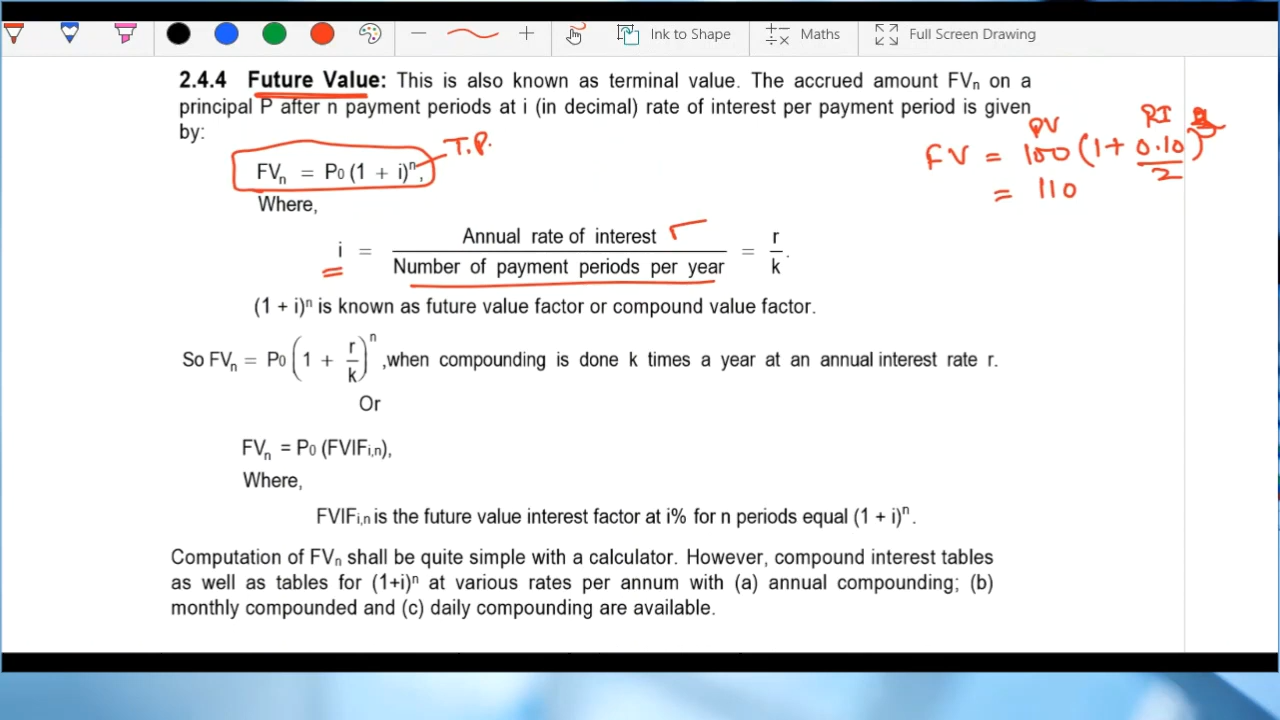 Ink to Shape Maths Full Screen Drawing
2.4.4 Future Value: This is also known as terminal value. The accrued amount FVn on a
principal P after n payment periods at i (in decimal) rate of interest per payment period is given
by:
FVn = P0 (1 + i)^n,
T.P.
PV RI
FV = 100 (1 + 0.10/2)
= 110
Where,
i = Annual rate of interest / Number of payment periods per year = r/k.
(1 + i)^n is known as future value factor or compound value factor.
So FVn = P0 (1 + r/k)^n ,when compounding is done k times a year at an annual interest rate r.
Or
FVn = P0 (FVIFi,n),
Where,
FVIFi,n is the future value interest factor at i% for n periods equal (1 + i)^n.
Computation of FVn shall be quite simple with a calculator. However, compound interest tables
as well as tables for (1+i)^n at various rates per annum with (a) annual compounding; (b)
monthly compounded and (c) daily compounding are available.